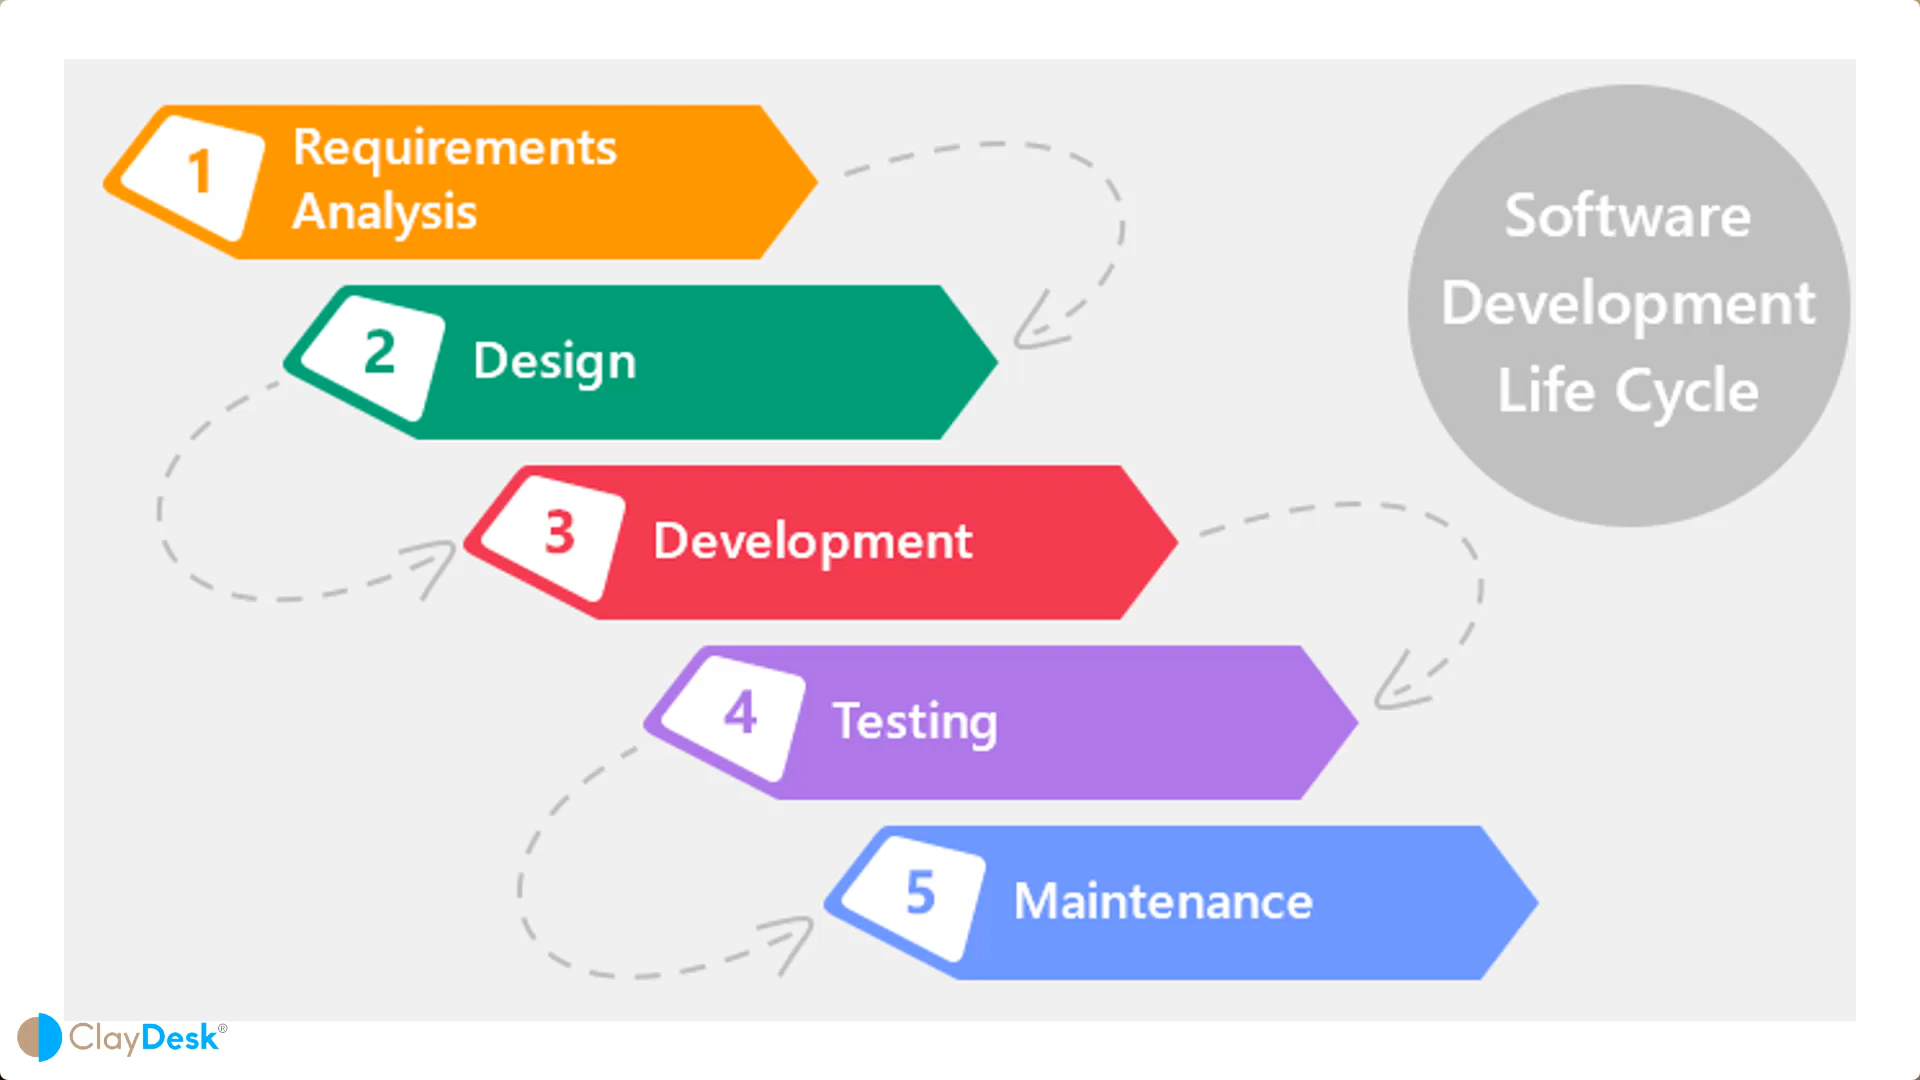 1
Requirements
Analysis
2
Design
3
Development
4
Testing
5
Maintenance
Software
Development
Life Cycle
ClayDesk®